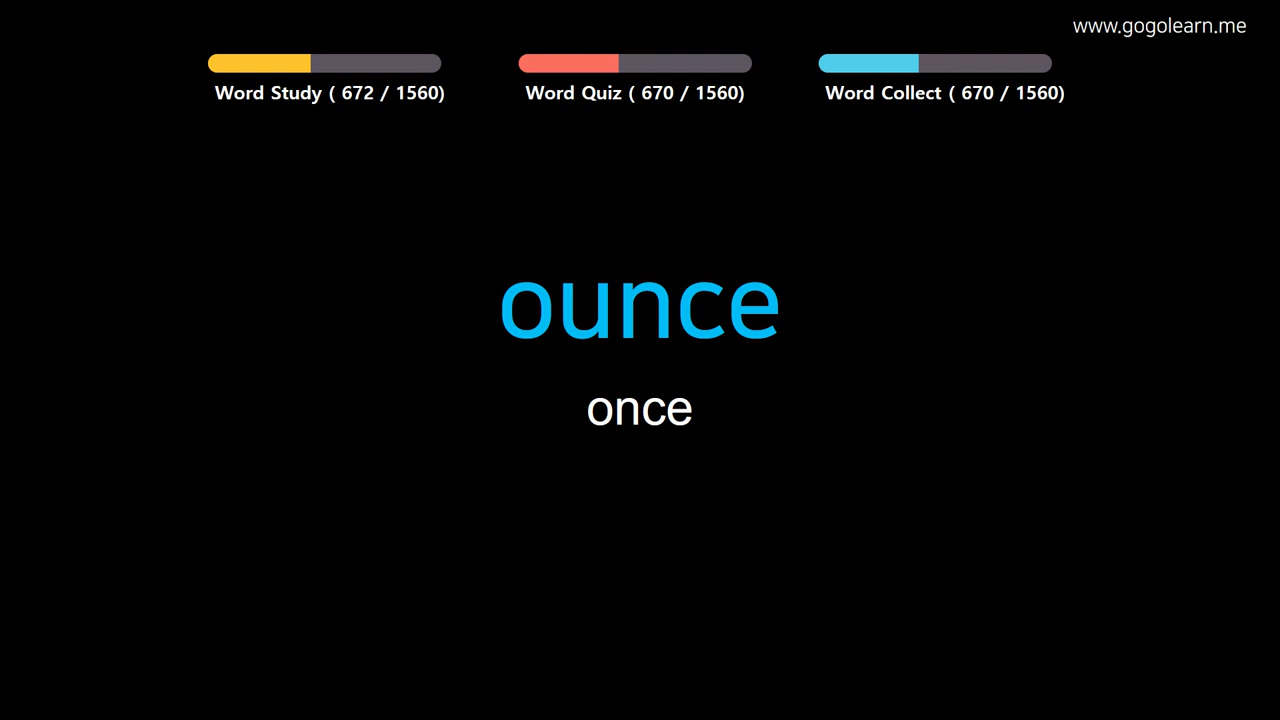 www.gogolearn.me
Word Study ( 672 / 1560)
Word Quiz ( 670 / 1560)
Word Collect ( 670 / 1560)
ounce
once